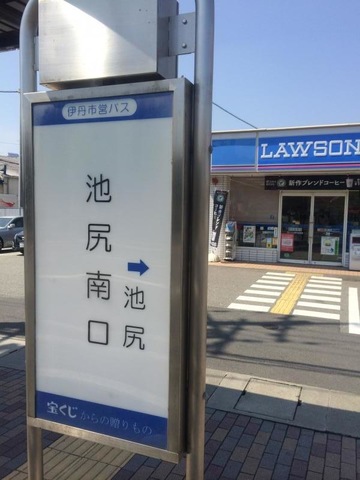 伊丹市営バス
池尻南口
➡
池尻
宝くじからの贈りもの
LAWSON
新作ブレンドコーヒー